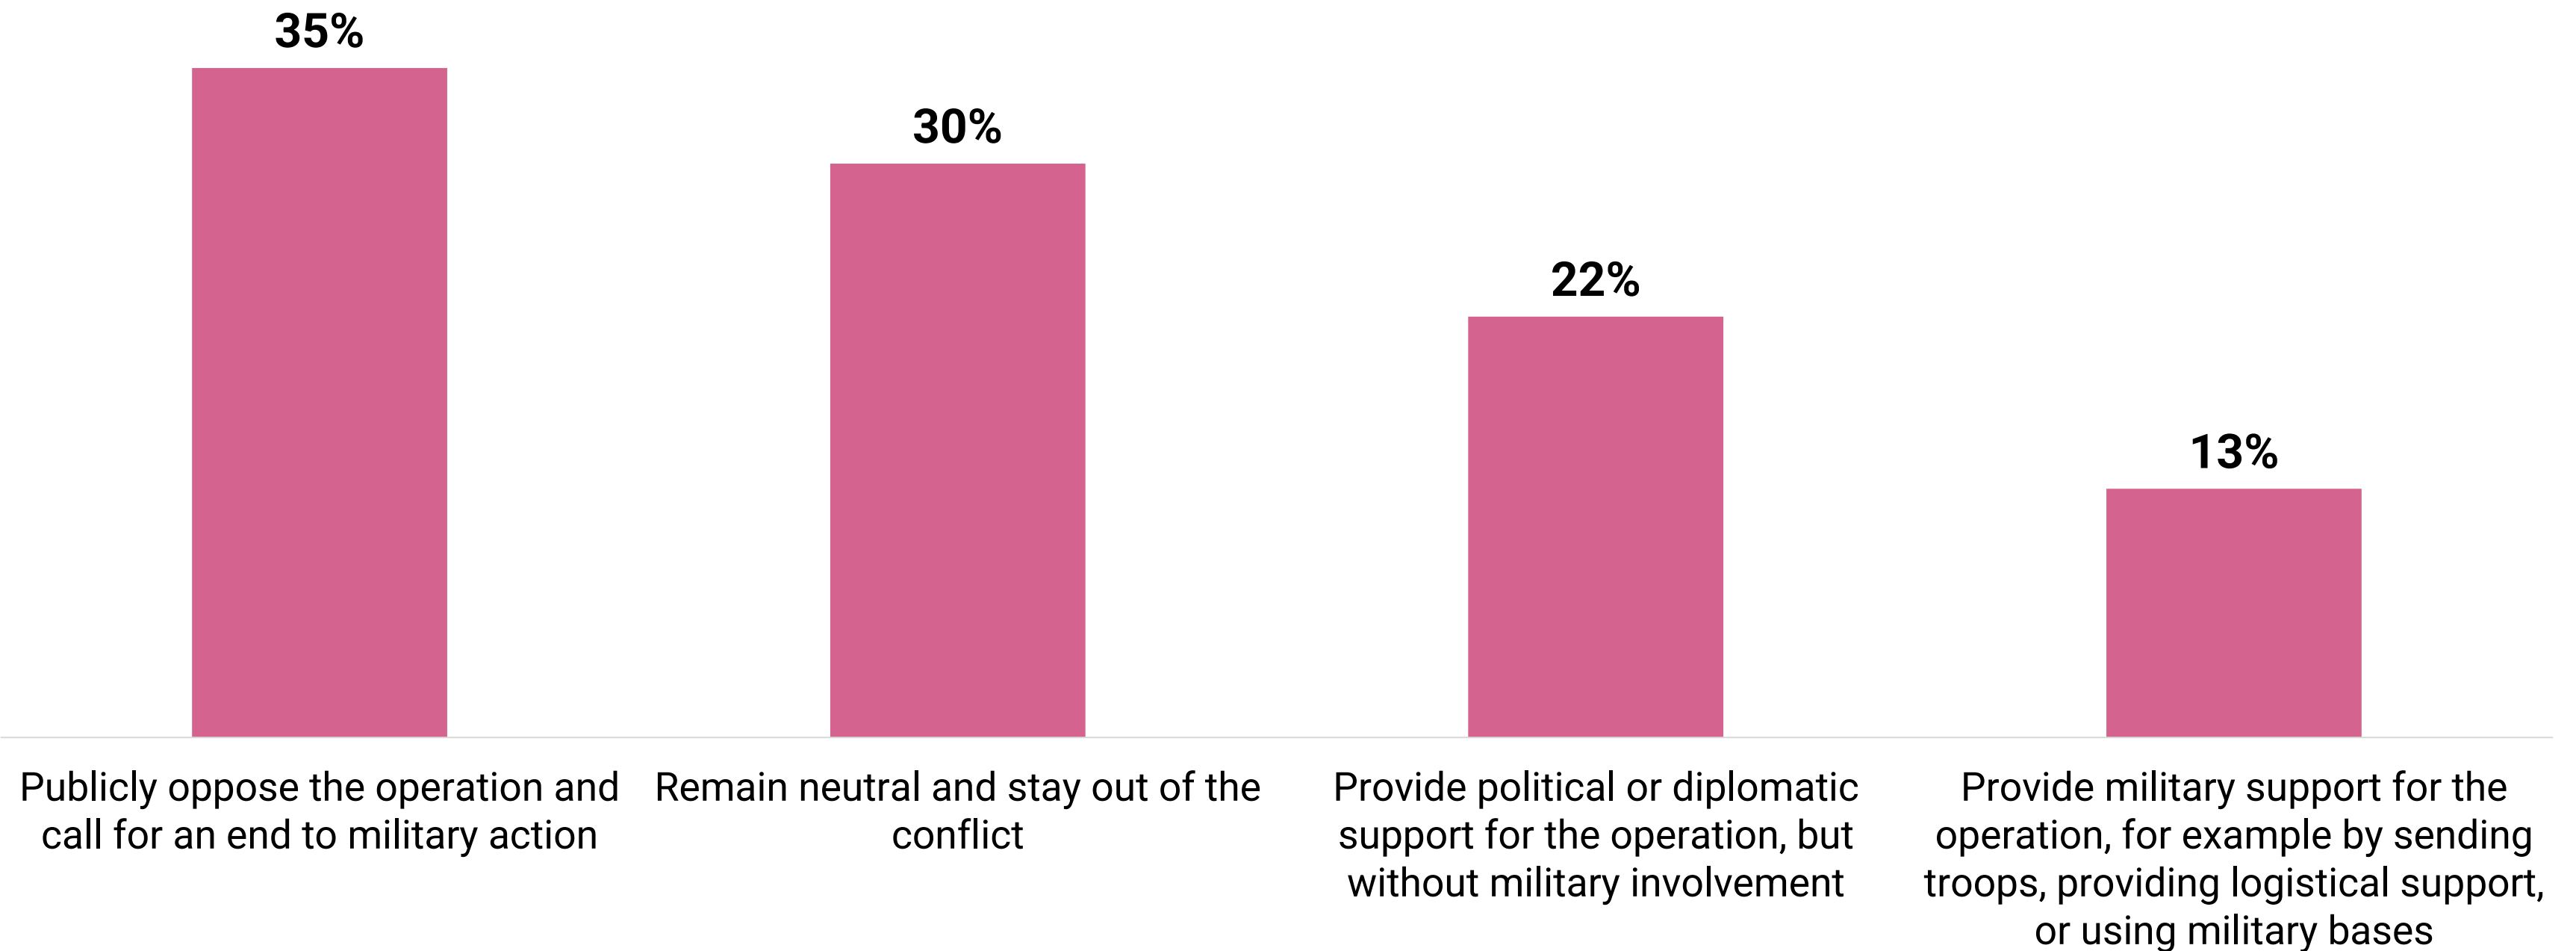 35%
30%
22%
13%
Publicly oppose the operation and
call for an end to military action
Remain neutral and stay out of the
conflict
Provide political or diplomatic
support for the operation, but
without military involvement
Provide military support for the
operation, for example by sending
troops, providing logistical support,
or using military bases